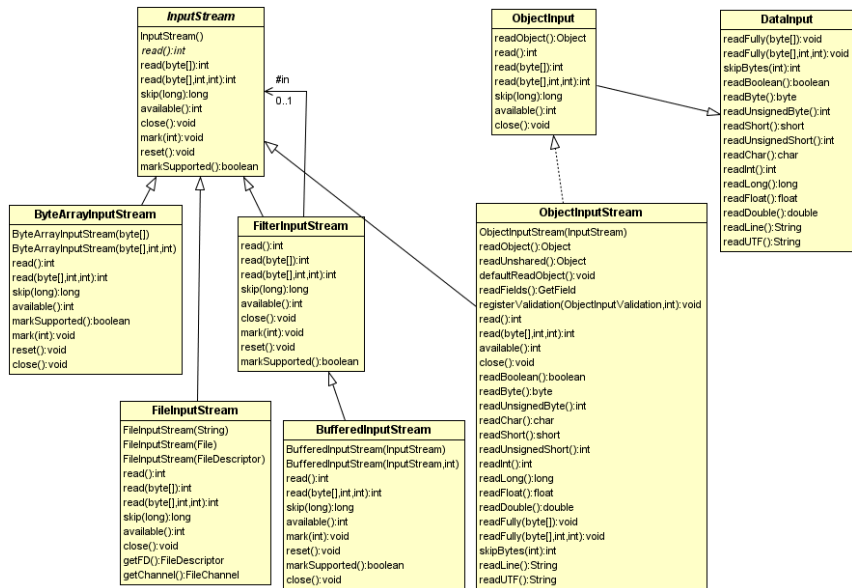 InputStream
InputStream()
read():int
read(byte[]):int
read(byte[],int,int):int
skip(long):long
available():int
close():void
mark(int):void
reset():void
markSupported():boolean
#in
0..1
ObjectInput
readObject():Object
read():int
read(byte[]):int
read(byte[],int,int):int
skip(long):long
available():int
close():void
DataInput
readFully(byte[]):void
readFully(byte[],int,int):void
skipBytes(int):int
readBoolean():boolean
readByte():byte
readUnsignedByte():int
readShort():short
readUnsignedShort():int
readChar():char
readInt():int
readLong():long
readFloat():float
readDouble():double
readLine():String
readUTF():String
ByteArrayInputStream
ByteArrayInputStream(byte[])
ByteArrayInputStream(byte[],int,int)
read():int
read(byte[],int,int):int
skip(long):long
available():int
markSupported():boolean
mark(int):void
reset():void
close():void
FilterInputStream
read():int
read(byte[]):int
read(byte[],int,int):int
skip(long):long
available():int
close():void
mark(int):void
reset():void
markSupported():boolean
ObjectInputStream
ObjectInputStream(InputStream)
readObject():Object
readUnshared():Object
defaultReadObject():void
readFields():GetField
registerValidation(ObjectInputValidation,int):void
read():int
read(byte[],int,int):int
available():int
close():void
readBoolean():boolean
readByte():byte
readUnsignedByte():int
readChar():char
readShort():short
readUnsignedShort():int
readInt():int
readLong():long
readFloat():float
readDouble():double
readFully(byte[]):void
readFully(byte[],int,int):void
skipBytes(int):int
readLine():String
readUTF():String
FileInputStream
FileInputStream(String)
FileInputStream(File)
FileInputStream(FileDescriptor)
read():int
read(byte[]):int
read(byte[],int,int):int
skip(long):long
available():int
close():void
getFD():FileDescriptor
getChannel():FileChannel
BufferedInputStream
BufferedInputStream(InputStream)
BufferedInputStream(InputStream,int)
read():int
read(byte[],int,int):int
skip(long):long
available():int
mark(int):void
reset():void
markSupported():boolean
close():void